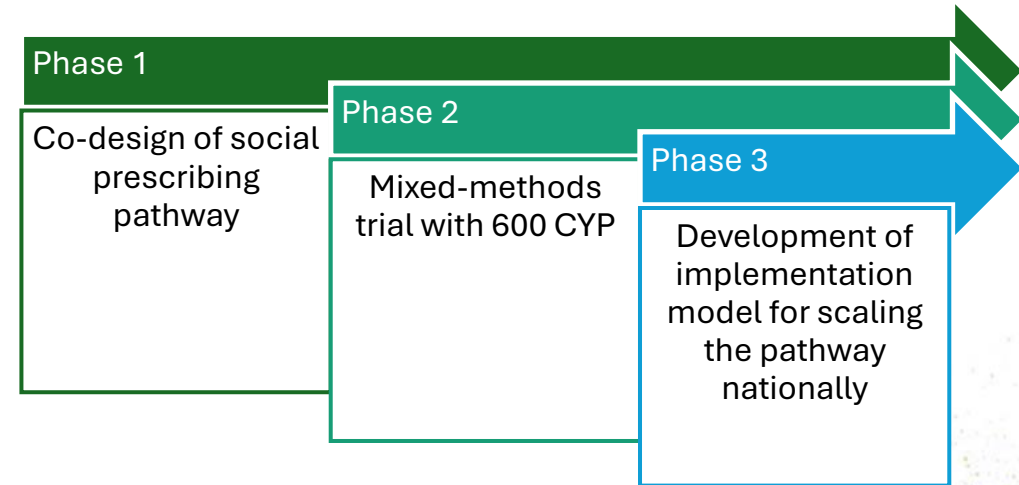 Phase 1
Co-design of social
prescribing
pathway
Phase 2
Mixed-methods
trial with 600 CYP
Phase 3
Development of
implementation
model for scaling
the pathway
nationally